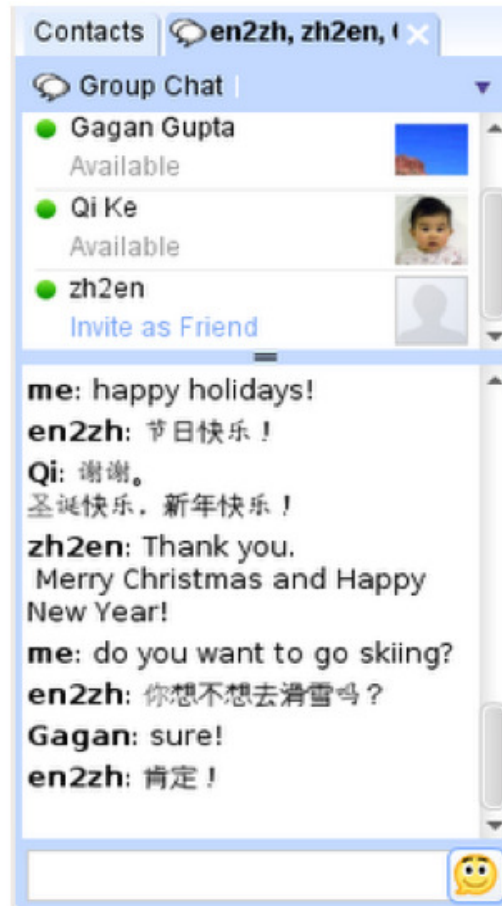 Contacts en2zh, zh2en, (
Group Chat
Gagan Gupta
Available
Qi Ke
Available
zh2en
Invite as Friend
me: happy holidays!
en2zh: 节日快乐！
Qi: 谢谢。
圣诞快乐，新年快乐！
zh2en: Thank you.
Merry Christmas and Happy
New Year!
me: do you want to go skiing?
en2zh: 你想不想去滑雪吗？
Gagan: sure!
en2zh: 肯定！